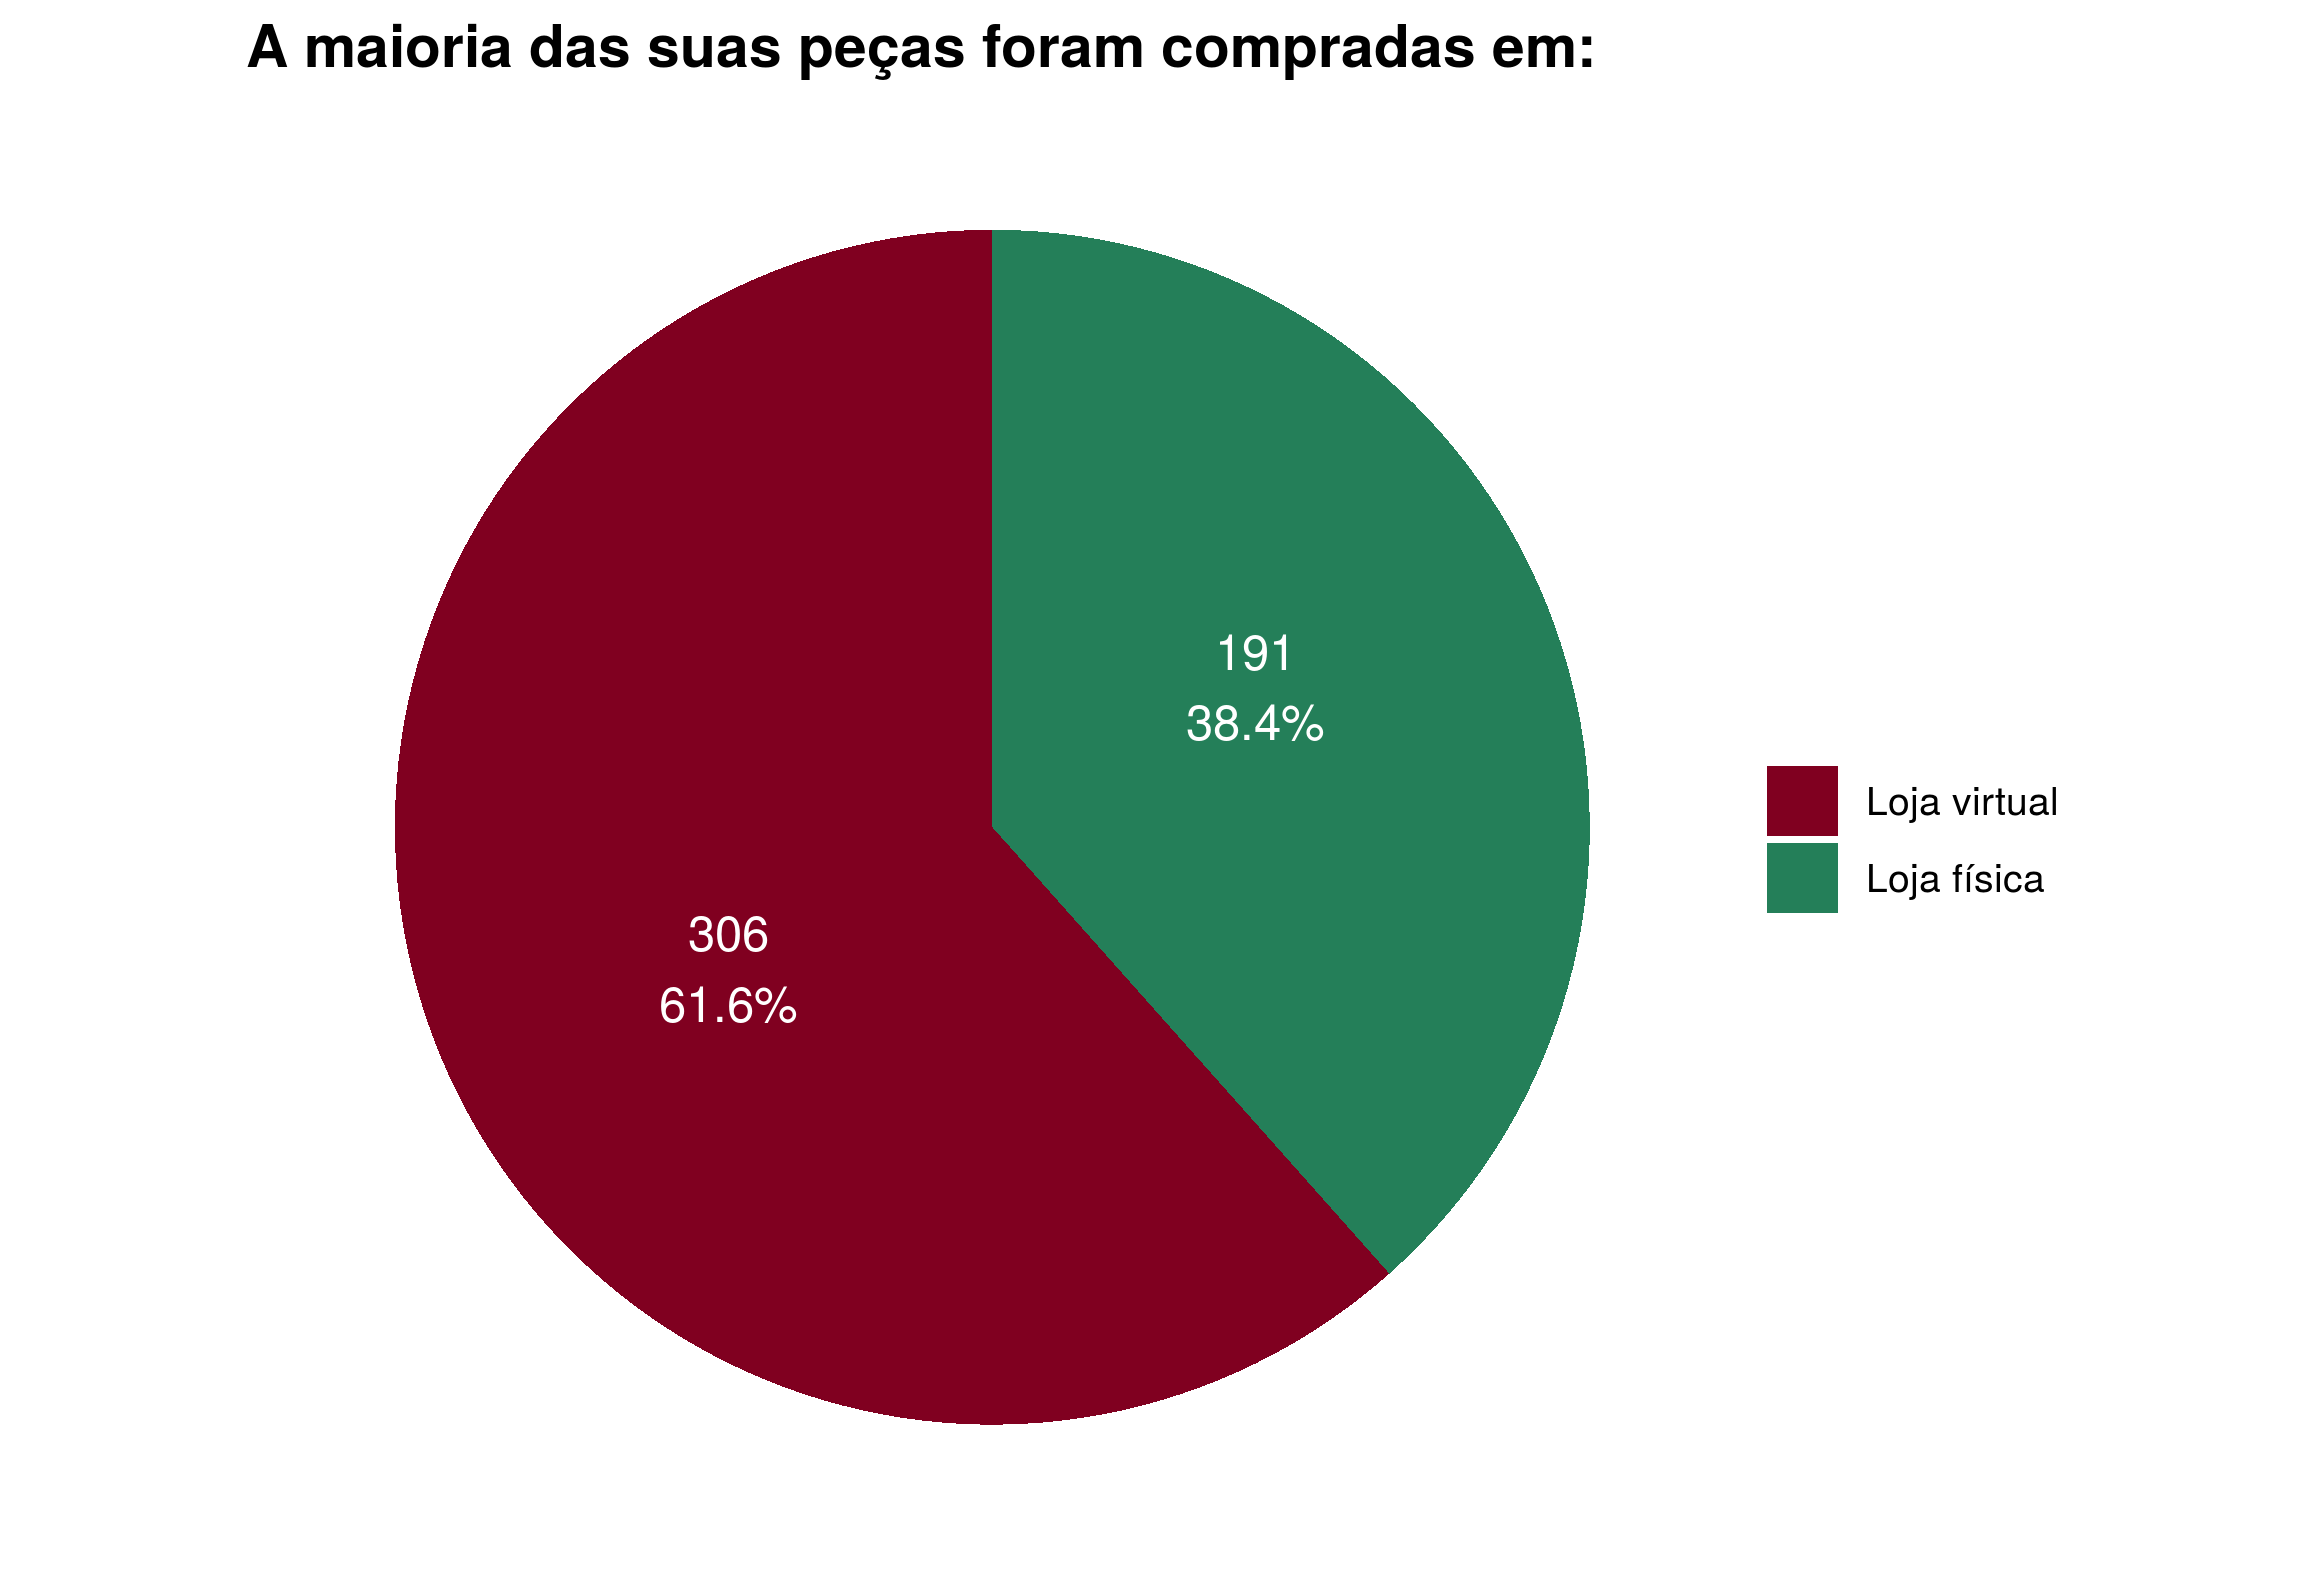 A maioria das suas peças foram compradas em:
191
38.4%
306
61.6%
Loja virtual
Loja física